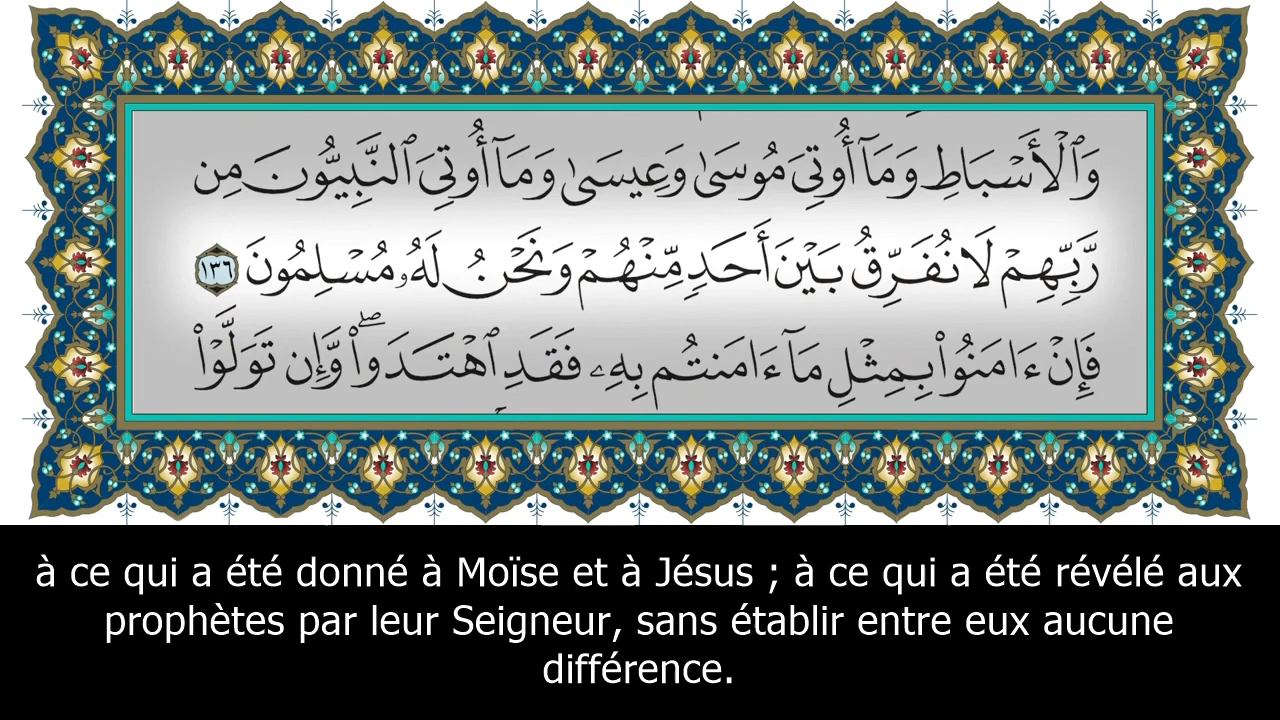 وَٱلْأَسْبَاطِ وَمَآ أُوتِىَ مُوسَىٰ وَعِيسَىٰ وَمَآ أُوتِىَ ٱلنَّبِيُّونَ مِن
رَّبِّهِمْ لَا نُفَرِّقُ بَيْنَ أَحَدٍ مِّنْهُمْ وَنَحْنُ لَهُۥ مُسْلِمُونَ ١٣٦
فَإِنْ ءَامَنُوا۟ بِمِثْلِ مَآ ءَامَنتُم بِهِۦ فَقَدِ ٱهْتَدَوا۟ ۖ وَّإِن تَوَلَّوْا۟
à ce qui a été donné à Moïse et à Jésus ; à ce qui a été révélé aux
prophètes par leur Seigneur, sans établir entre eux aucune
différence.